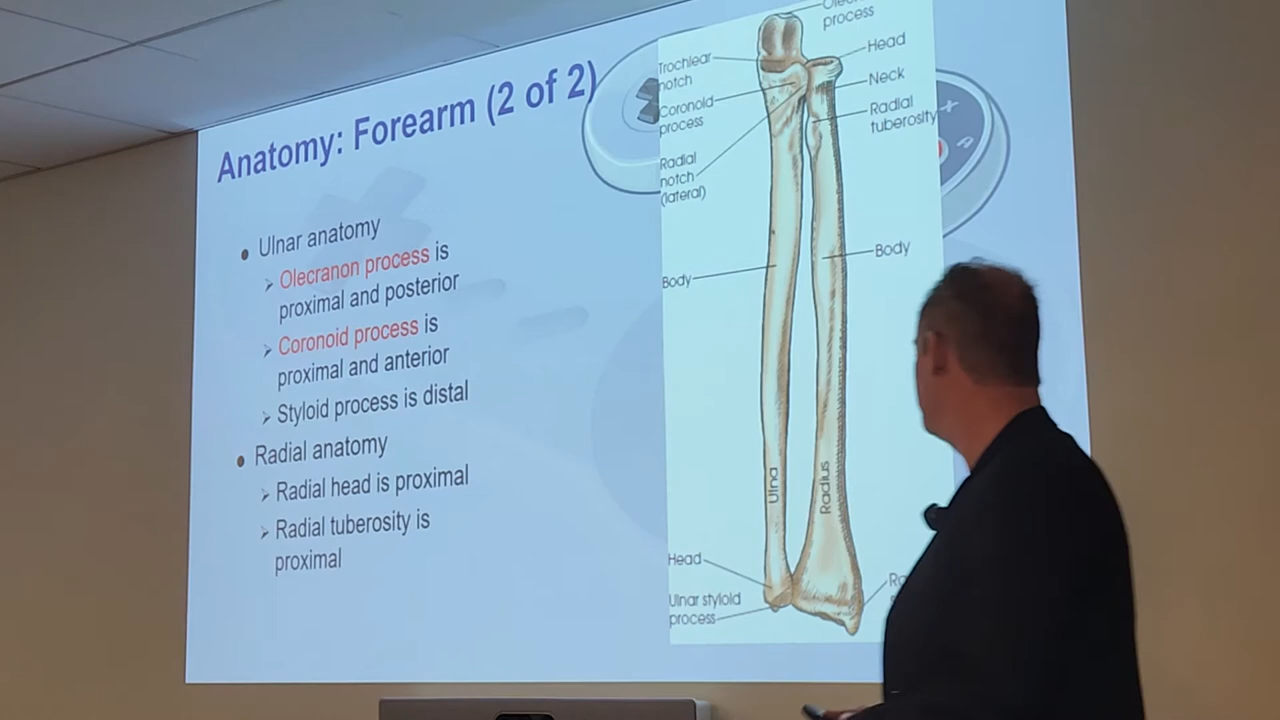 Anatomy: Forearm (2 of 2)
Ulnar anatomy
Olecranon process is
proximal and posterior
Coronoid process is
proximal and anterior
Styloid process is distal
Radial anatomy
Radial head is proximal
Radial tuberosity is
proximal
process
Trochlear
notch
Coronoid
process
Radial
notch
(lateral)
Head
Neck
Radial
tuberosity
Body
Body
Ulna
Radius
Head
Ulnar styloid
process